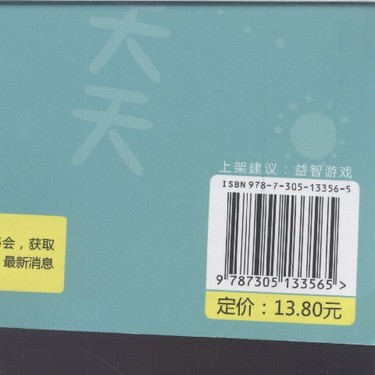 天
天
上架建议：益智游戏
ISBN 978-7-305-13356-5
会，获取
最新消息
9 787305 133565 >
定价：13.80元